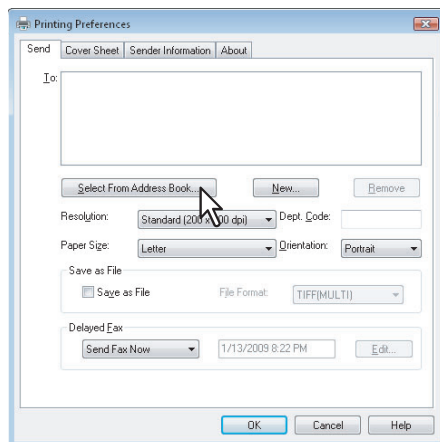 Printing Preferences
Send Cover Sheet Sender Information About
To:
Select From Address Book... New... Remove
Resolution: Standard (200 x 200 dpi) Dept. Code:
Paper Size: Letter Orientation: Portrait
Save as File
Save as File File Format: TIFF(MULTI)
Delayed Fax
Send Fax Now 1/13/2009 8:22 PM Edit...
OK Cancel Help